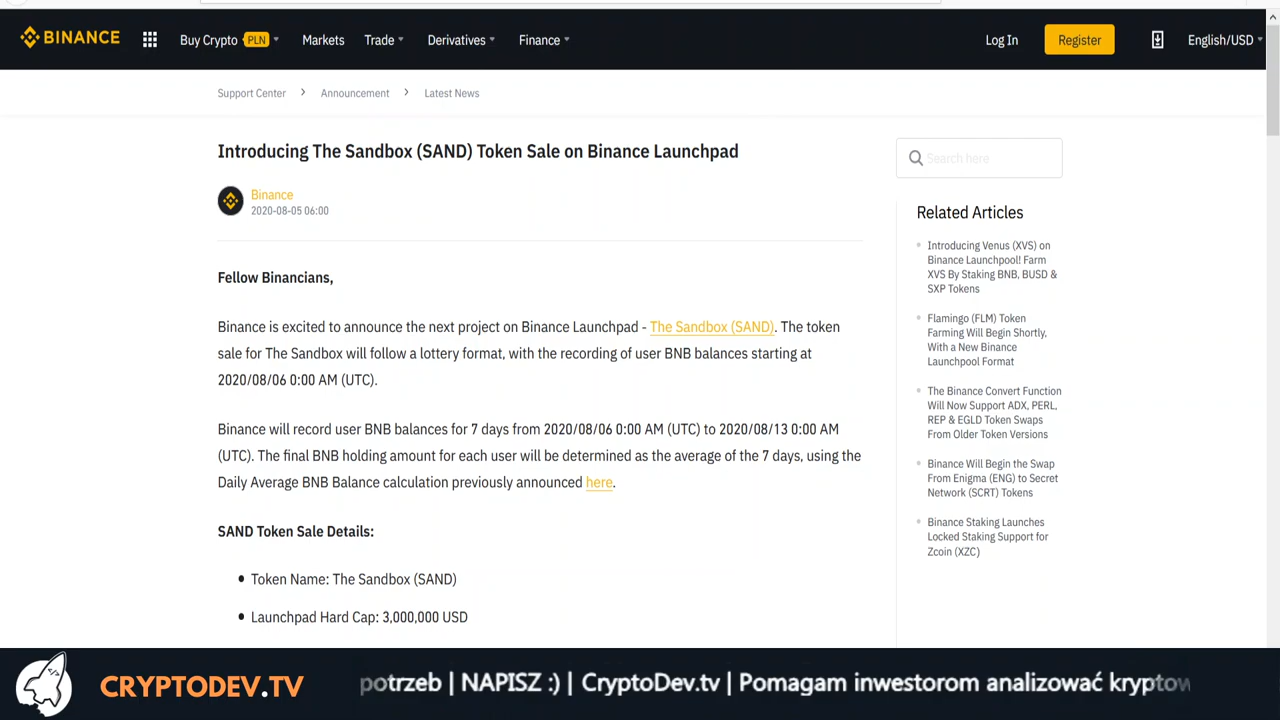 BINANCE
Buy Crypto PLN
Markets
Trade
Derivatives
Finance
Log In
Register
English/USD
Support Center
Announcement
Latest News
Introducing The Sandbox (SAND) Token Sale on Binance Launchpad
Binance
2020-08-05 06:00
Fellow Binancians,
Binance is excited to announce the next project on Binance Launchpad - The Sandbox (SAND). The token
sale for The Sandbox will follow a lottery format, with the recording of user BNB balances starting at
2020/08/06 0:00 AM (UTC).
Binance will record user BNB balances for 7 days from 2020/08/06 0:00 AM (UTC) to 2020/08/13 0:00 AM
(UTC). The final BNB holding amount for each user will be determined as the average of the 7 days, using the
Daily Average BNB Balance calculation previously announced here.
SAND Token Sale Details:
Token Name: The Sandbox (SAND)
Launchpad Hard Cap: 3,000,000 USD
Search here
Related Articles
Introducing Venus (XVS) on
Binance Launchpool! Farm
XVS By Staking BNB, BUSD &
SXP Tokens
Flamingo (FLM) Token
Farming Will Begin Shortly,
With a New Binance
Launchpool Format
The Binance Convert Function
Will Now Support ADX, PERL,
REP & EGLD Token Swaps
From Older Token Versions
Binance Will Begin the Swap
From Enigma (ENG) to Secret
Network (SCRT) Tokens
Binance Staking Launches
Locked Staking Support for
Zcoin (XZC)
CRYPTODEV.TV
potrzeb | NAPISZ :) | CryptoDev.tv | Pomagam inwestorom analizować kryptow